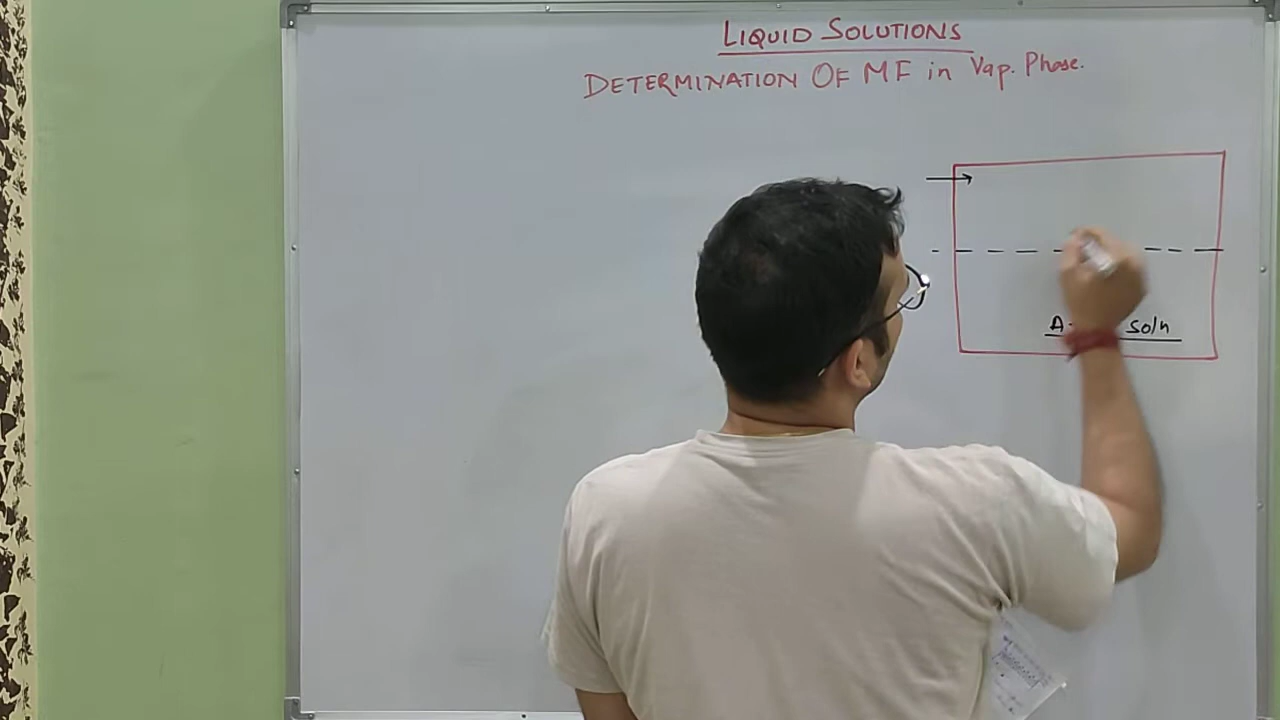 LIQUID SOLUTIONS
DETERMINATION OF MF in Vap. Phase.
soln